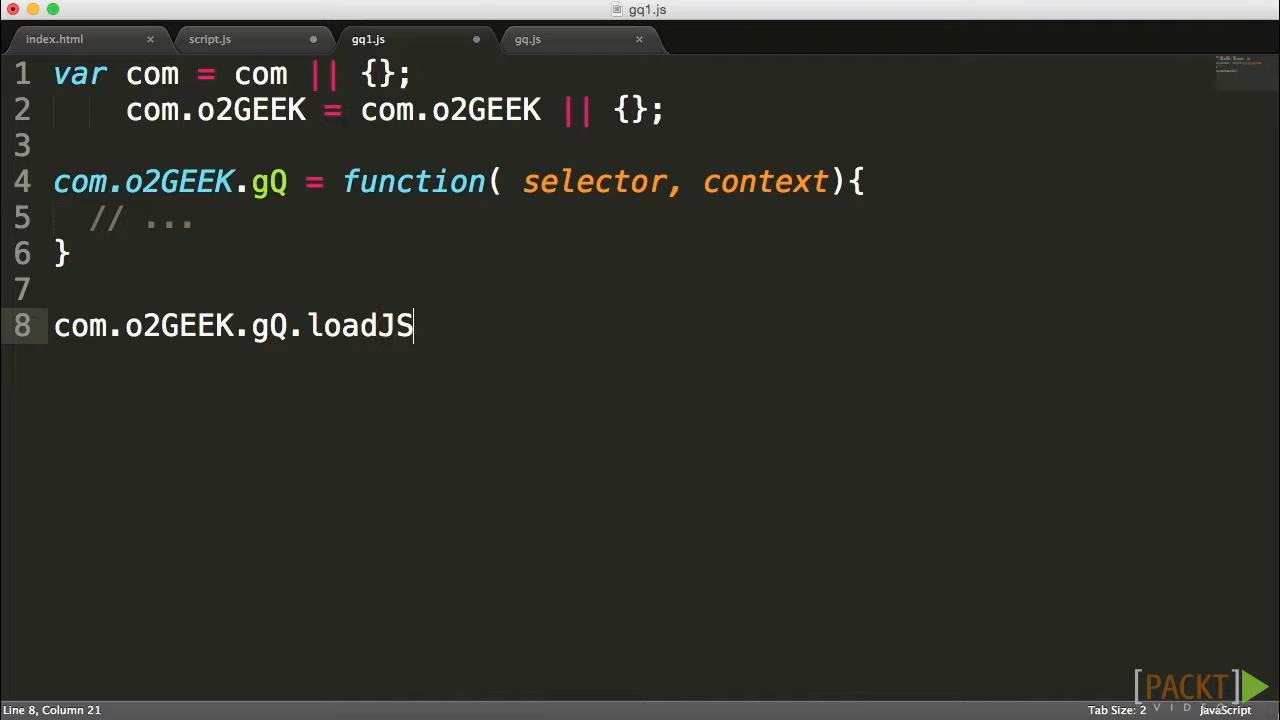 gq1.js
index.html × script.js gq1.js gq.js ×
1 var com = com || {};
2 com.o2GEEK = com.o2GEEK || {};
3
4 com.o2GEEK.gQ = function( selector, context){
5 // ...
6 }
7
8 com.o2GEEK.gQ.loadJS
[PACKT]
VIDEO
Line 8, Column 21 Tab Size: 2 JavaScript